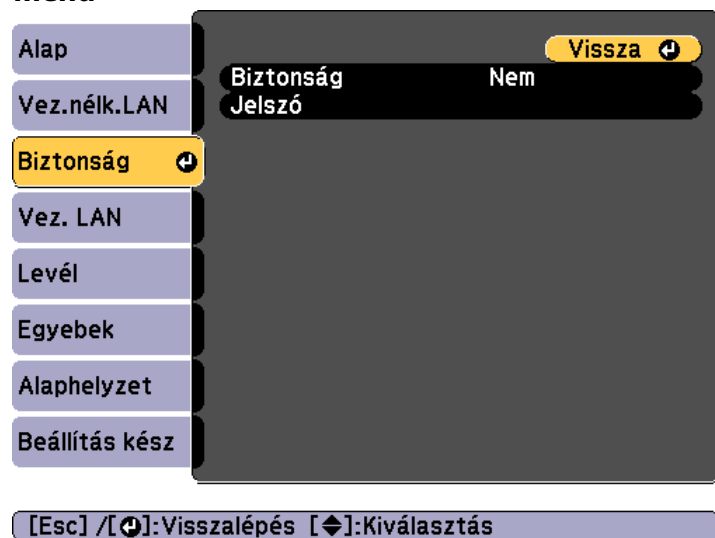 Alap
Vissza
Biztonság Nem
Jelszó
Vez.nélk.LAN
Biztonság
Vez. LAN
Levél
Egyebek
Alaphelyzet
Beállítás kész
[Esc] /[⏎]:Visszalépés [◆]:Kiválasztás